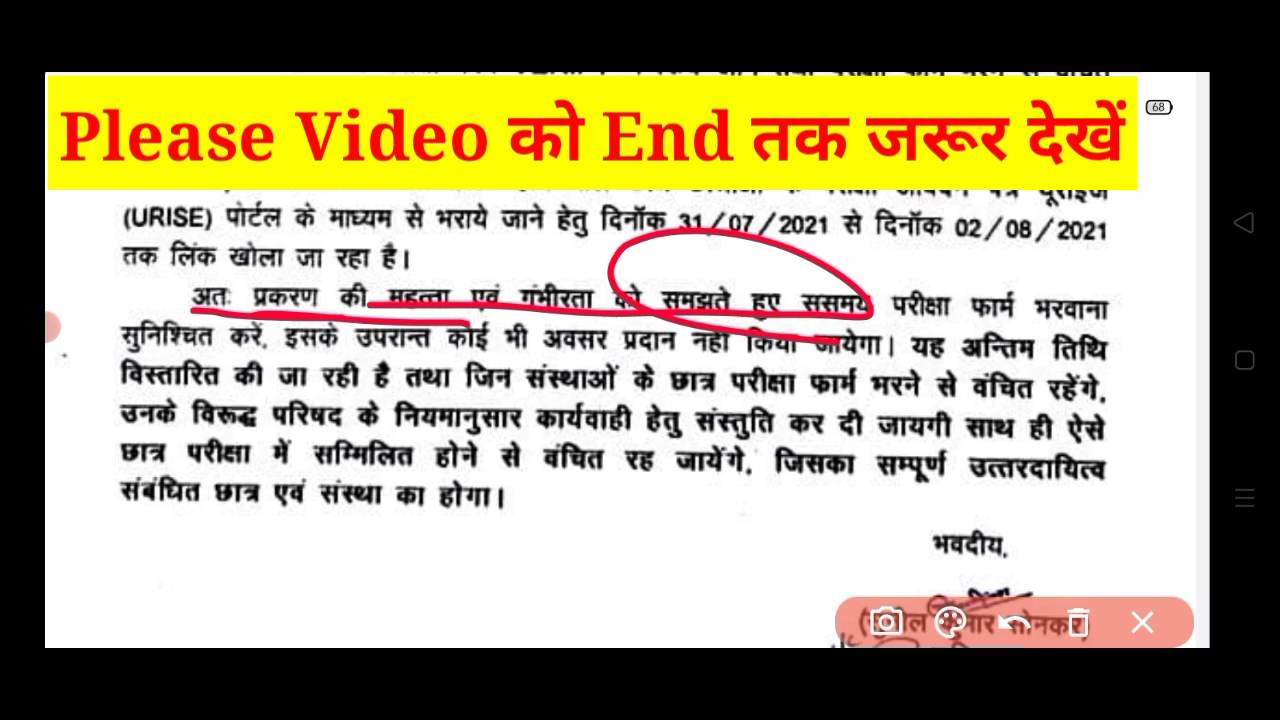 Please Video को End तक जरूर देखें
68
(URISE) पोर्टल के माध्यम से भराये जाने हेतु दिनॉक 31/07/2021 से दिनॉक 02/08/2021
तक लिंक खोला जा रहा है।
अतः प्रकरण की महत्ता एवं गंभीरता को समझते हुए ससमय परीक्षा फार्म भरवाना
सुनिश्चित करें, इसके उपरान्त कोई भी अवसर प्रदान नहीं किया जायेगा। यह अन्तिम तिथि
विस्तारित की जा रही है तथा जिन संस्थाओं के छात्र परीक्षा फार्म भरने से वंचित रहेंगे,
उनके विरूद्ध परिषद के नियमानुसार कार्यवाही हेतु संस्तुति कर दी जायगी साथ ही ऐसे
छात्र परीक्षा में सम्मिलित होने से वंचित रह जायेंगे, जिसका सम्पूर्ण उत्तरदायित्व
संबंधित छात्र एवं संस्था का होगा।
भवदीय,
कुमार सोनकर)